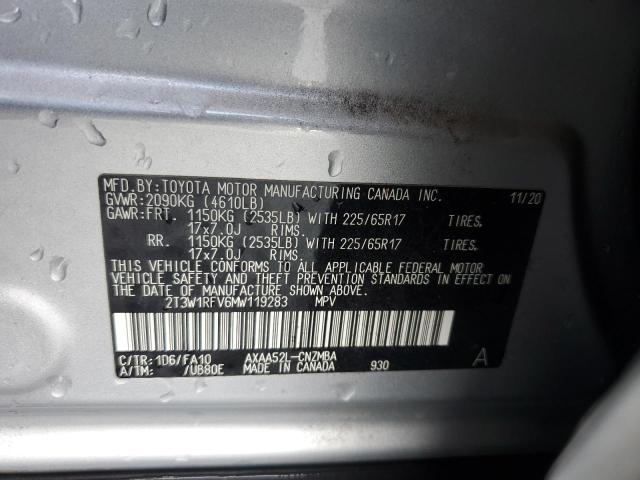 MFD.BY:TOYOTA MOTOR MANUFACTURING CANADA INC. 11/20
GVWR:2090KG (4610LB)
GAWR:FRT. 1150KG (2535LB) WITH 225/65R17 TIRES.
17x7.0J RIMS.
RR. 1150KG (2535LB) WITH 225/65R17 TIRES.
17x7.0J RIMS.
THIS VEHICLE CONFORMS TO ALL APPLICABLE FEDERAL MOTOR
VEHICLE SAFETY AND THEFT PREVENTION STANDARDS IN EFFECT ON
THE DATE OF MANUFACTURE SHOWN ABOVE.
2T3W1RFV6MW119283 MPV
C/TR:1D6/FA10 AXAA52L-CNZMBA 930 A
A/TM: /UB80E MADE IN CANADA